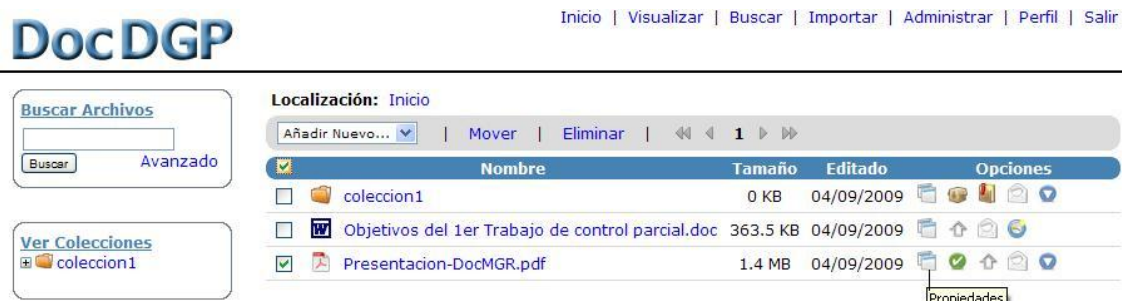 Inicio | Visualizar | Buscar | Importar | Administrar | Perfil | Salir
DocDGP
Buscar Archivos
Buscar
Avanzado
Ver Colecciones
coleccion1
Localización: Inicio
Añadir Nuevo... | Mover | Eliminar | 1
Nombre Tamaño Editado Opciones
coleccion1 0 KB 04/09/2009
Objetivos del 1er Trabajo de control parcial.doc 363.5 KB 04/09/2009
Presentacion-DocMGR.pdf 1.4 MB 04/09/2009
Propiedades